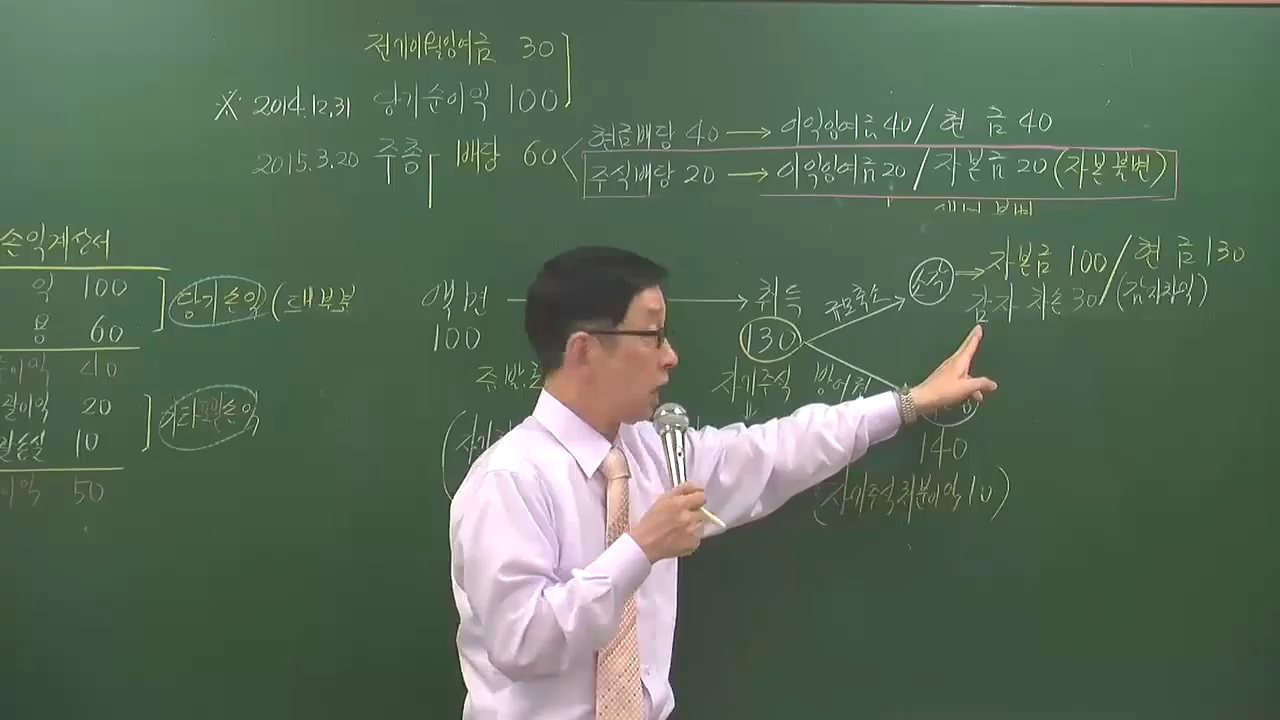 전기이월잉여금 30
※ 2014.12.31 당기순이익 100
2015.3.20 주총 배당 60
현금배당 40 → 이익잉여금 40 / 현 금 40
주식배당 20 → 이익잉여금 20 / 자본금 20 (자본불변)
손익계산서
익 100
용 60
당기손익 (대부분
이익 40
괄이익 20
괄손실 10
기타포괄손익
이익 50
액면 → 취득
100 130
규모축소 소각 ⇒ 자본금 100 / 현 금 130
감자차손 30 / (감자차익)
자기주식
140
(자기주식처분이익 10)